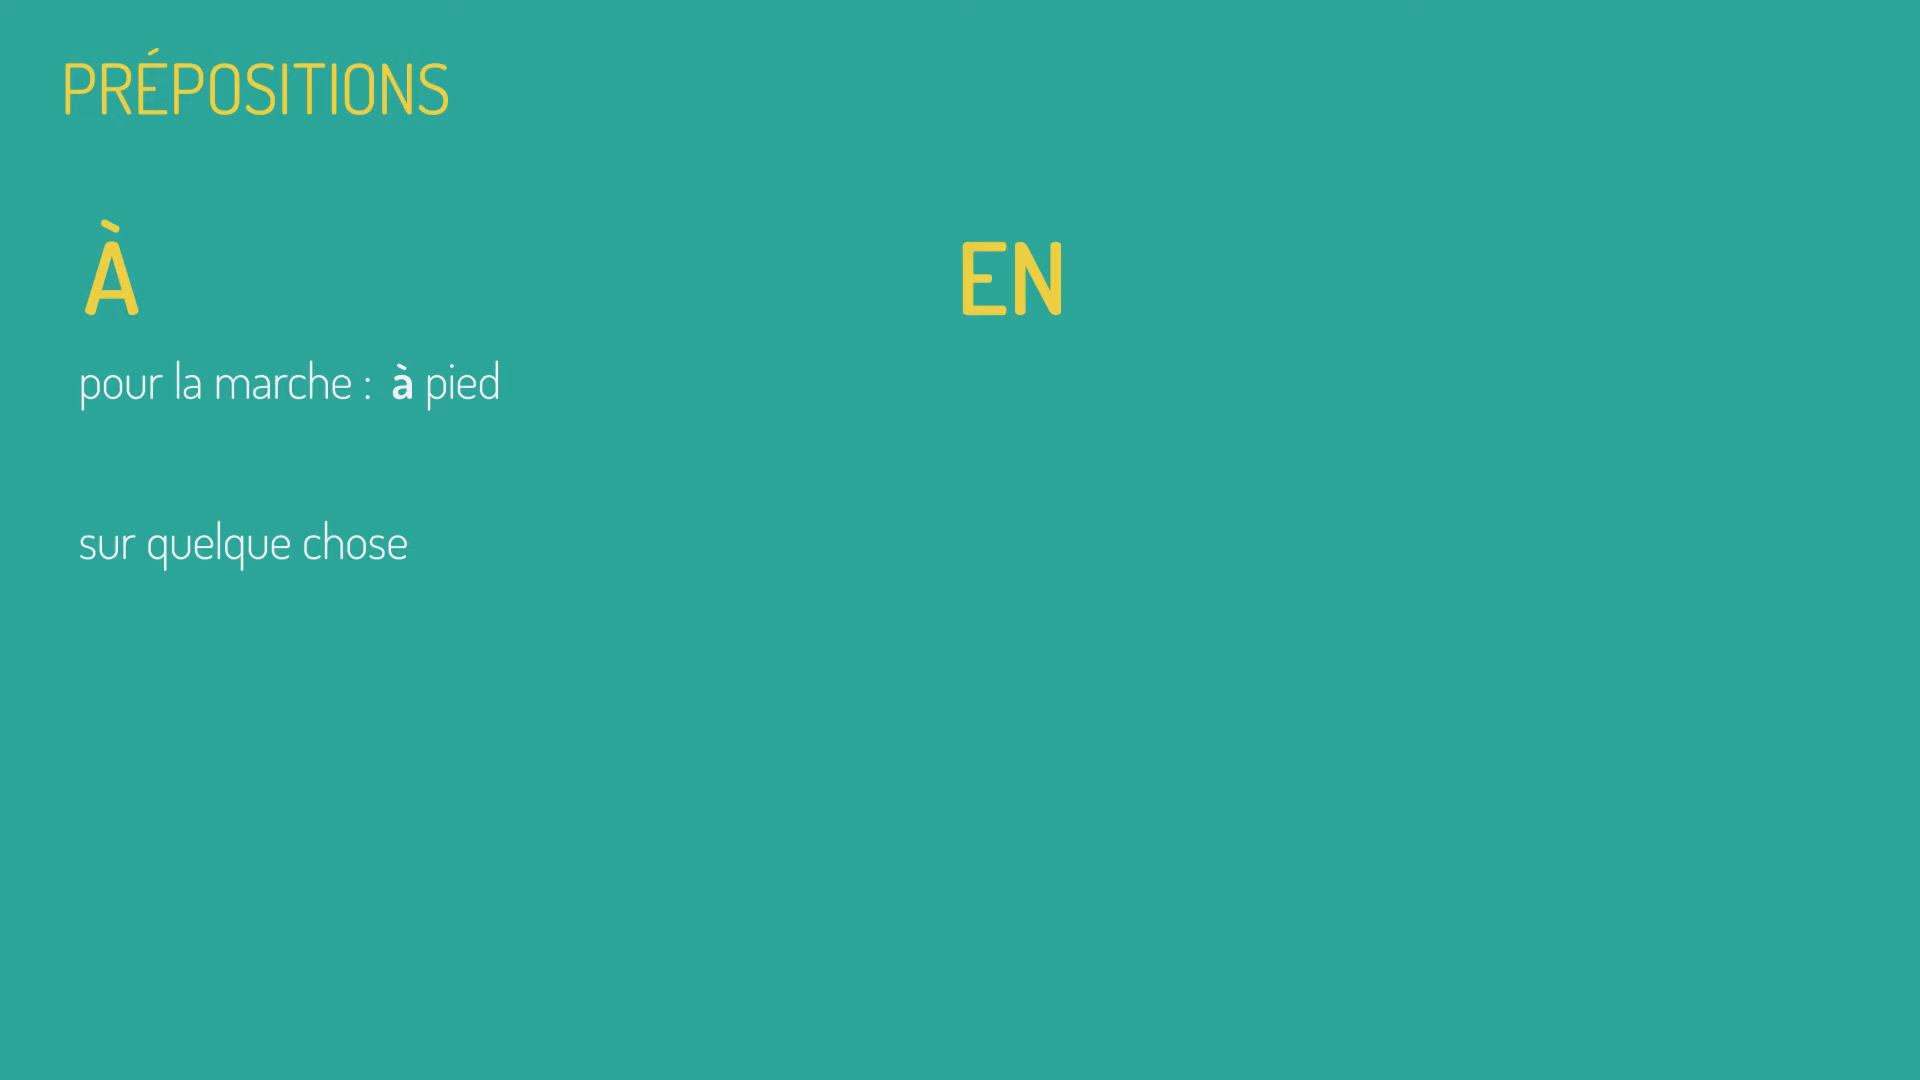 PRÉPOSITIONS
À
pour la marche : à pied
sur quelque chose
EN